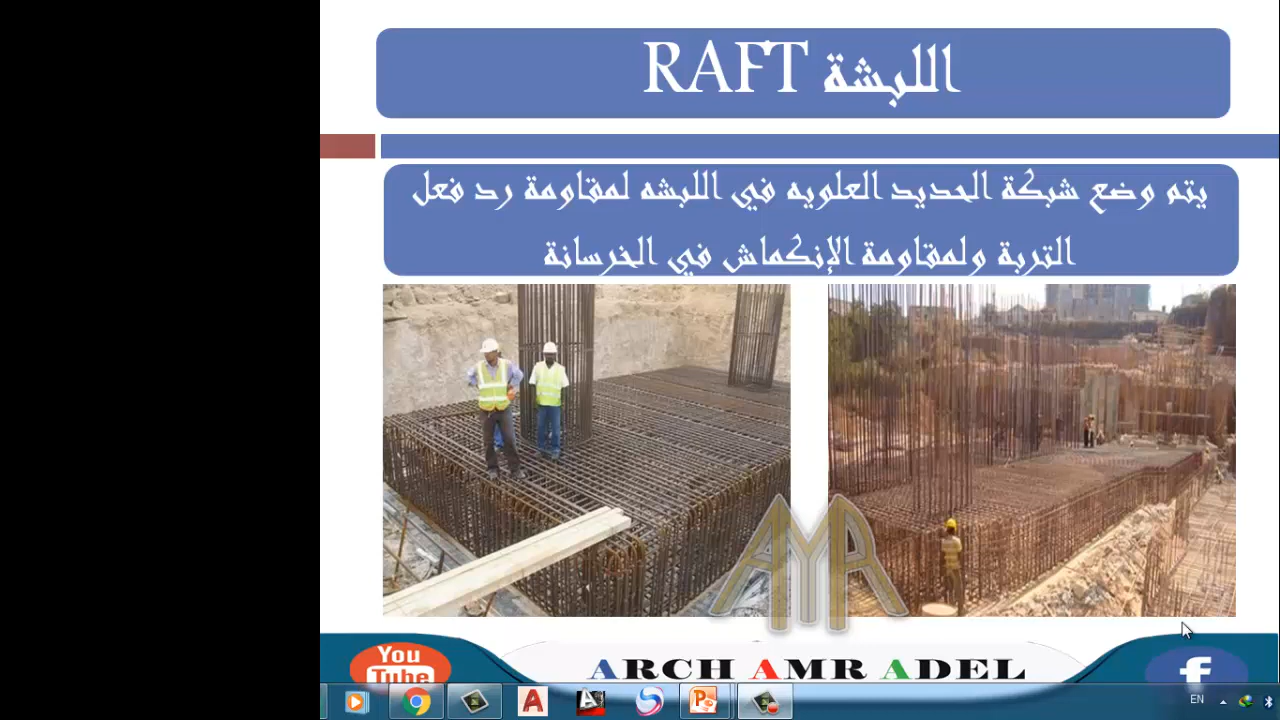 اللبشة RAFT
يتم وضع شبكة الحديد العلويه في اللبشه لمقاومة رد فعل
التربة ولمقاومة الإنكماش في الخرسانة
AYA
You
Tube
ARCH AMR ADEL
f
EN